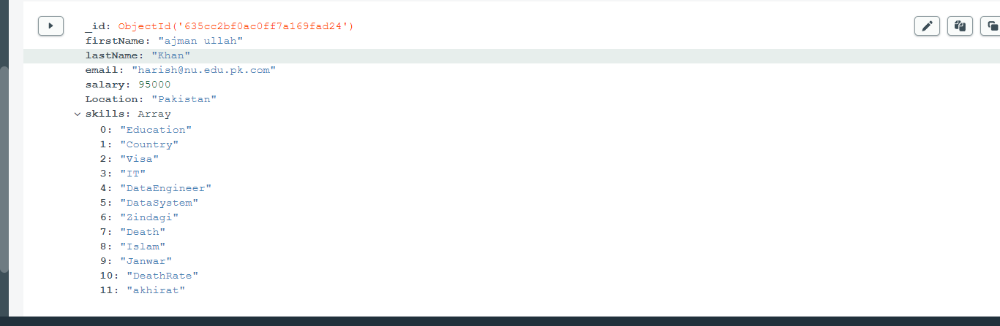 _id: ObjectId('635cc2bf0ac0ff7a169fad24')
firstName: "ajman ullah"
lastName: "Khan"
email: "harish@nu.edu.pk.com"
salary: 95000
Location: "Pakistan"
skills: Array
0: "Education"
1: "Country"
2: "Visa"
3: "IT"
4: "DataEngineer"
5: "DataSystem"
6: "Zindagi"
7: "Death"
8: "Islam"
9: "Janwar"
10: "DeathRate"
11: "akhirat"